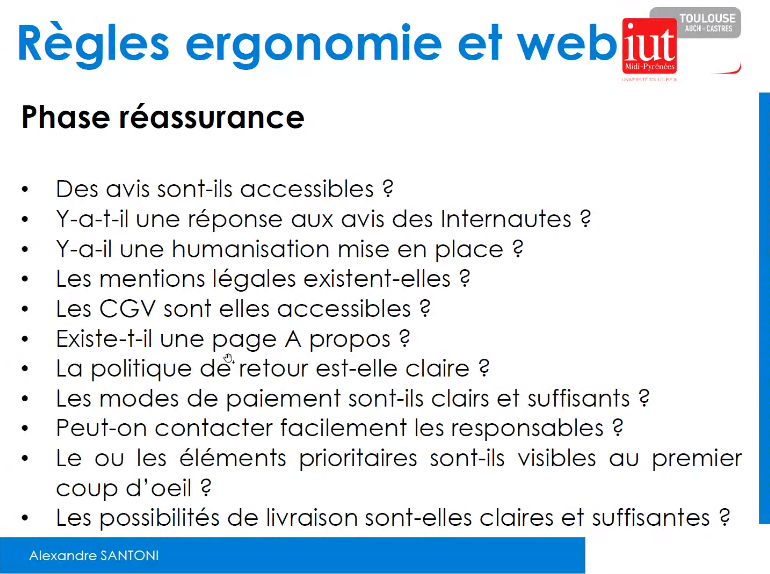 Règles ergonomie et web
TOULOUSE
AUCH - CASTRES
iut
Midi-Pyrénées
Phase réassurance
• Des avis sont-ils accessibles ?
• Y-a-t-il une réponse aux avis des Internautes ?
• Y-a-il une humanisation mise en place ?
• Les mentions légales existent-elles ?
• Les CGV sont elles accessibles ?
• Existe-t-il une page A propos ?
• La politique de retour est-elle claire ?
• Les modes de paiement sont-ils clairs et suffisants ?
• Peut-on contacter facilement les responsables ?
• Le ou les éléments prioritaires sont-ils visibles au premier
coup d’oeil ?
• Les possibilités de livraison sont-elles claires et suffisantes ?
Alexandre SANTONI